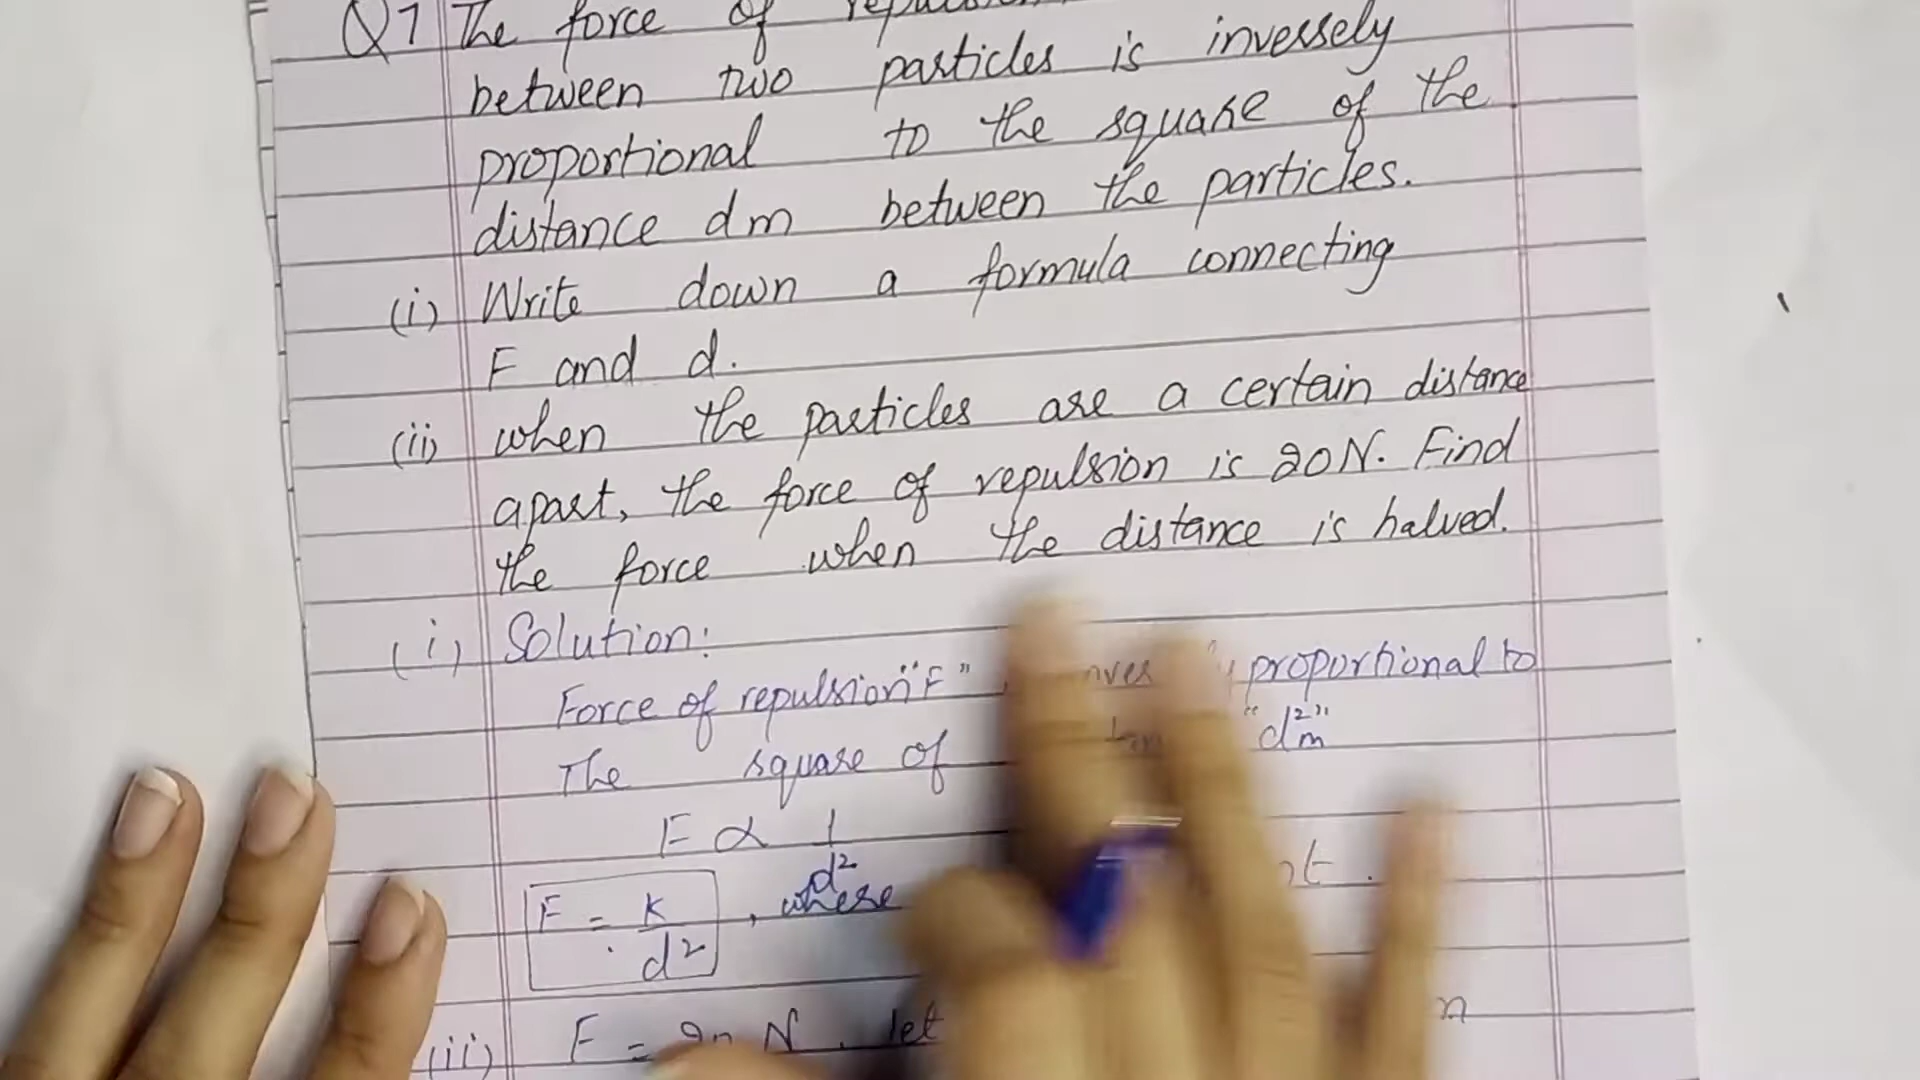 Q7 The force of repulsion
between two particles is inversely
proportional to the square of the
distance dm between the particles.
(i) Write down a formula connecting
F and d.
(ii) when the particles are a certain distance
apart, the force of repulsion is 20N. Find
the force when the distance is halved.
(i) Solution:
Force of repulsion "F" proportional to
The square of "d²m"
F ∝ 1
d²
F = k , where
d²
(ii) F = 20 N . let